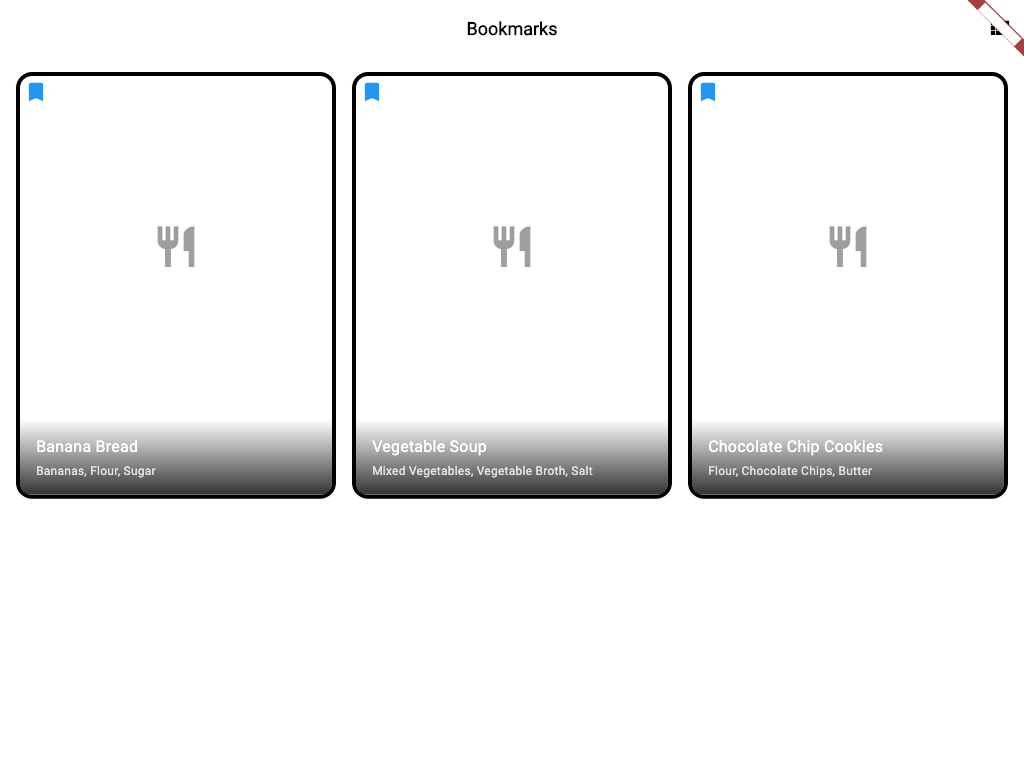 Bookmarks
Banana Bread
Bananas, Flour, Sugar
Vegetable Soup
Mixed Vegetables, Vegetable Broth, Salt
Chocolate Chip Cookies
Flour, Chocolate Chips, Butter